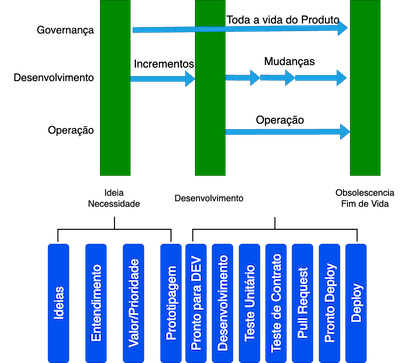 Toda a vida do Produto
Governança
Incrementos
Mudanças
Desenvolvimento
Operação
Operação
Ideia
Necessidade
Desenvolvimento
Obsolescencia
Fim de Vida
Ideias
Entendimento
Valor/Prioridade
Prototipagem
Pronto para DEV
Desenvolvimento
Teste Unitário
Teste de Contrato
Pull Request
Pronto Deploy
Deploy